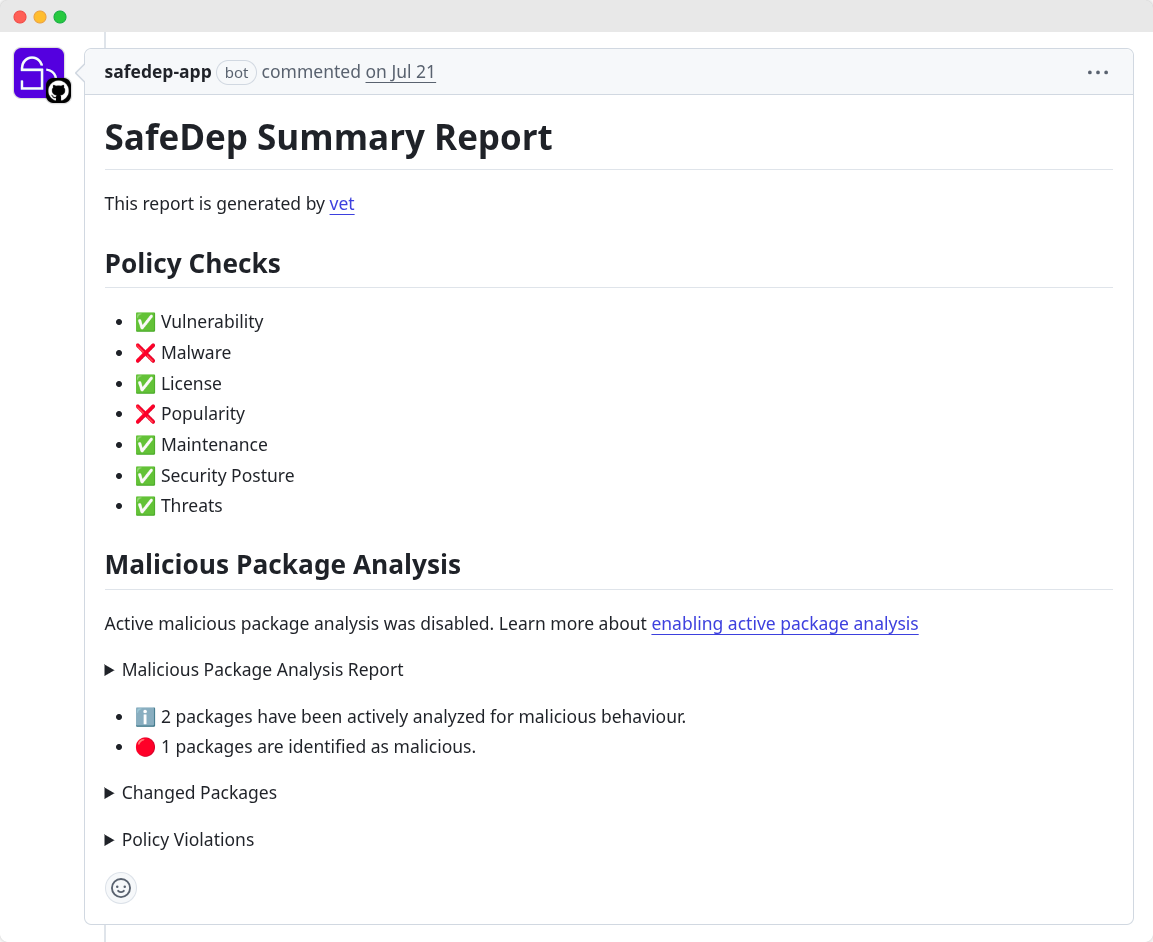 safedep-app bot commented on Jul 21
SafeDep Summary Report
This report is generated by vet
Policy Checks
✅ Vulnerability
❌ Malware
✅ License
❌ Popularity
✅ Maintenance
✅ Security Posture
✅ Threats
Malicious Package Analysis
Active malicious package analysis was disabled. Learn more about enabling active package analysis
Malicious Package Analysis Report
ℹ️ 2 packages have been actively analyzed for malicious behaviour.
🔴 1 packages are identified as malicious.
Changed Packages
Policy Violations